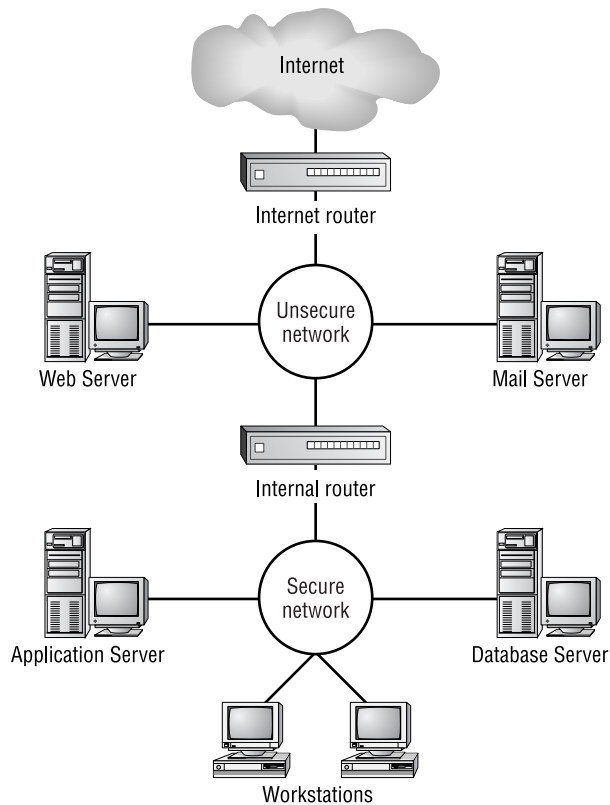 Internet
Internet router
Unsecure
network
Web Server
Mail Server
Internal router
Secure
network
Application Server
Database Server
Workstations